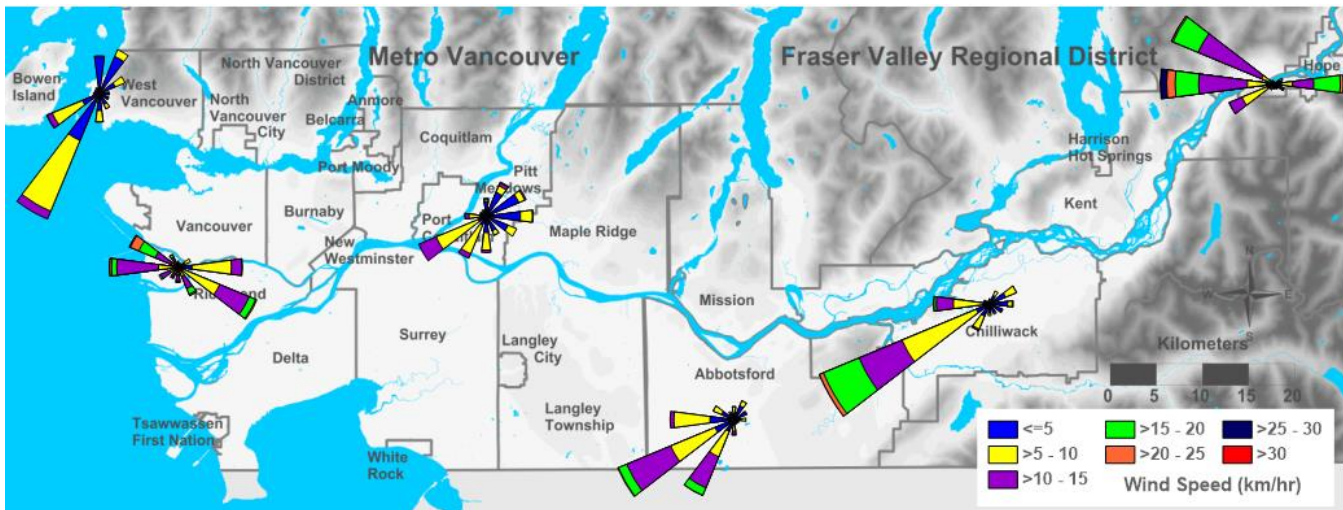 Metro Vancouver
Fraser Valley Regional District
Bowen
Island
West
Vancouver
North Vancouver
District
North
Vancouver
City
Anmore
Belcarra
Port Moody
Coquitlam
Pitt
Meadows
Port
Hope
Harrison
Hot Springs
Kent
Vancouver
Burnaby
New
Westminster
Maple Ridge
Mission
Richmond
Delta
Surrey
Langley
City
Abbotsford
Chilliwack
Langley
Township
Tsawwassen
First Nation
White
Rock
N
W
E
S
Kilometers
0 5 10 20
<=5
>5 - 10
>10 - 15
>15 - 20
>20 - 25
>25 - 30
>30
Wind Speed (km/hr)